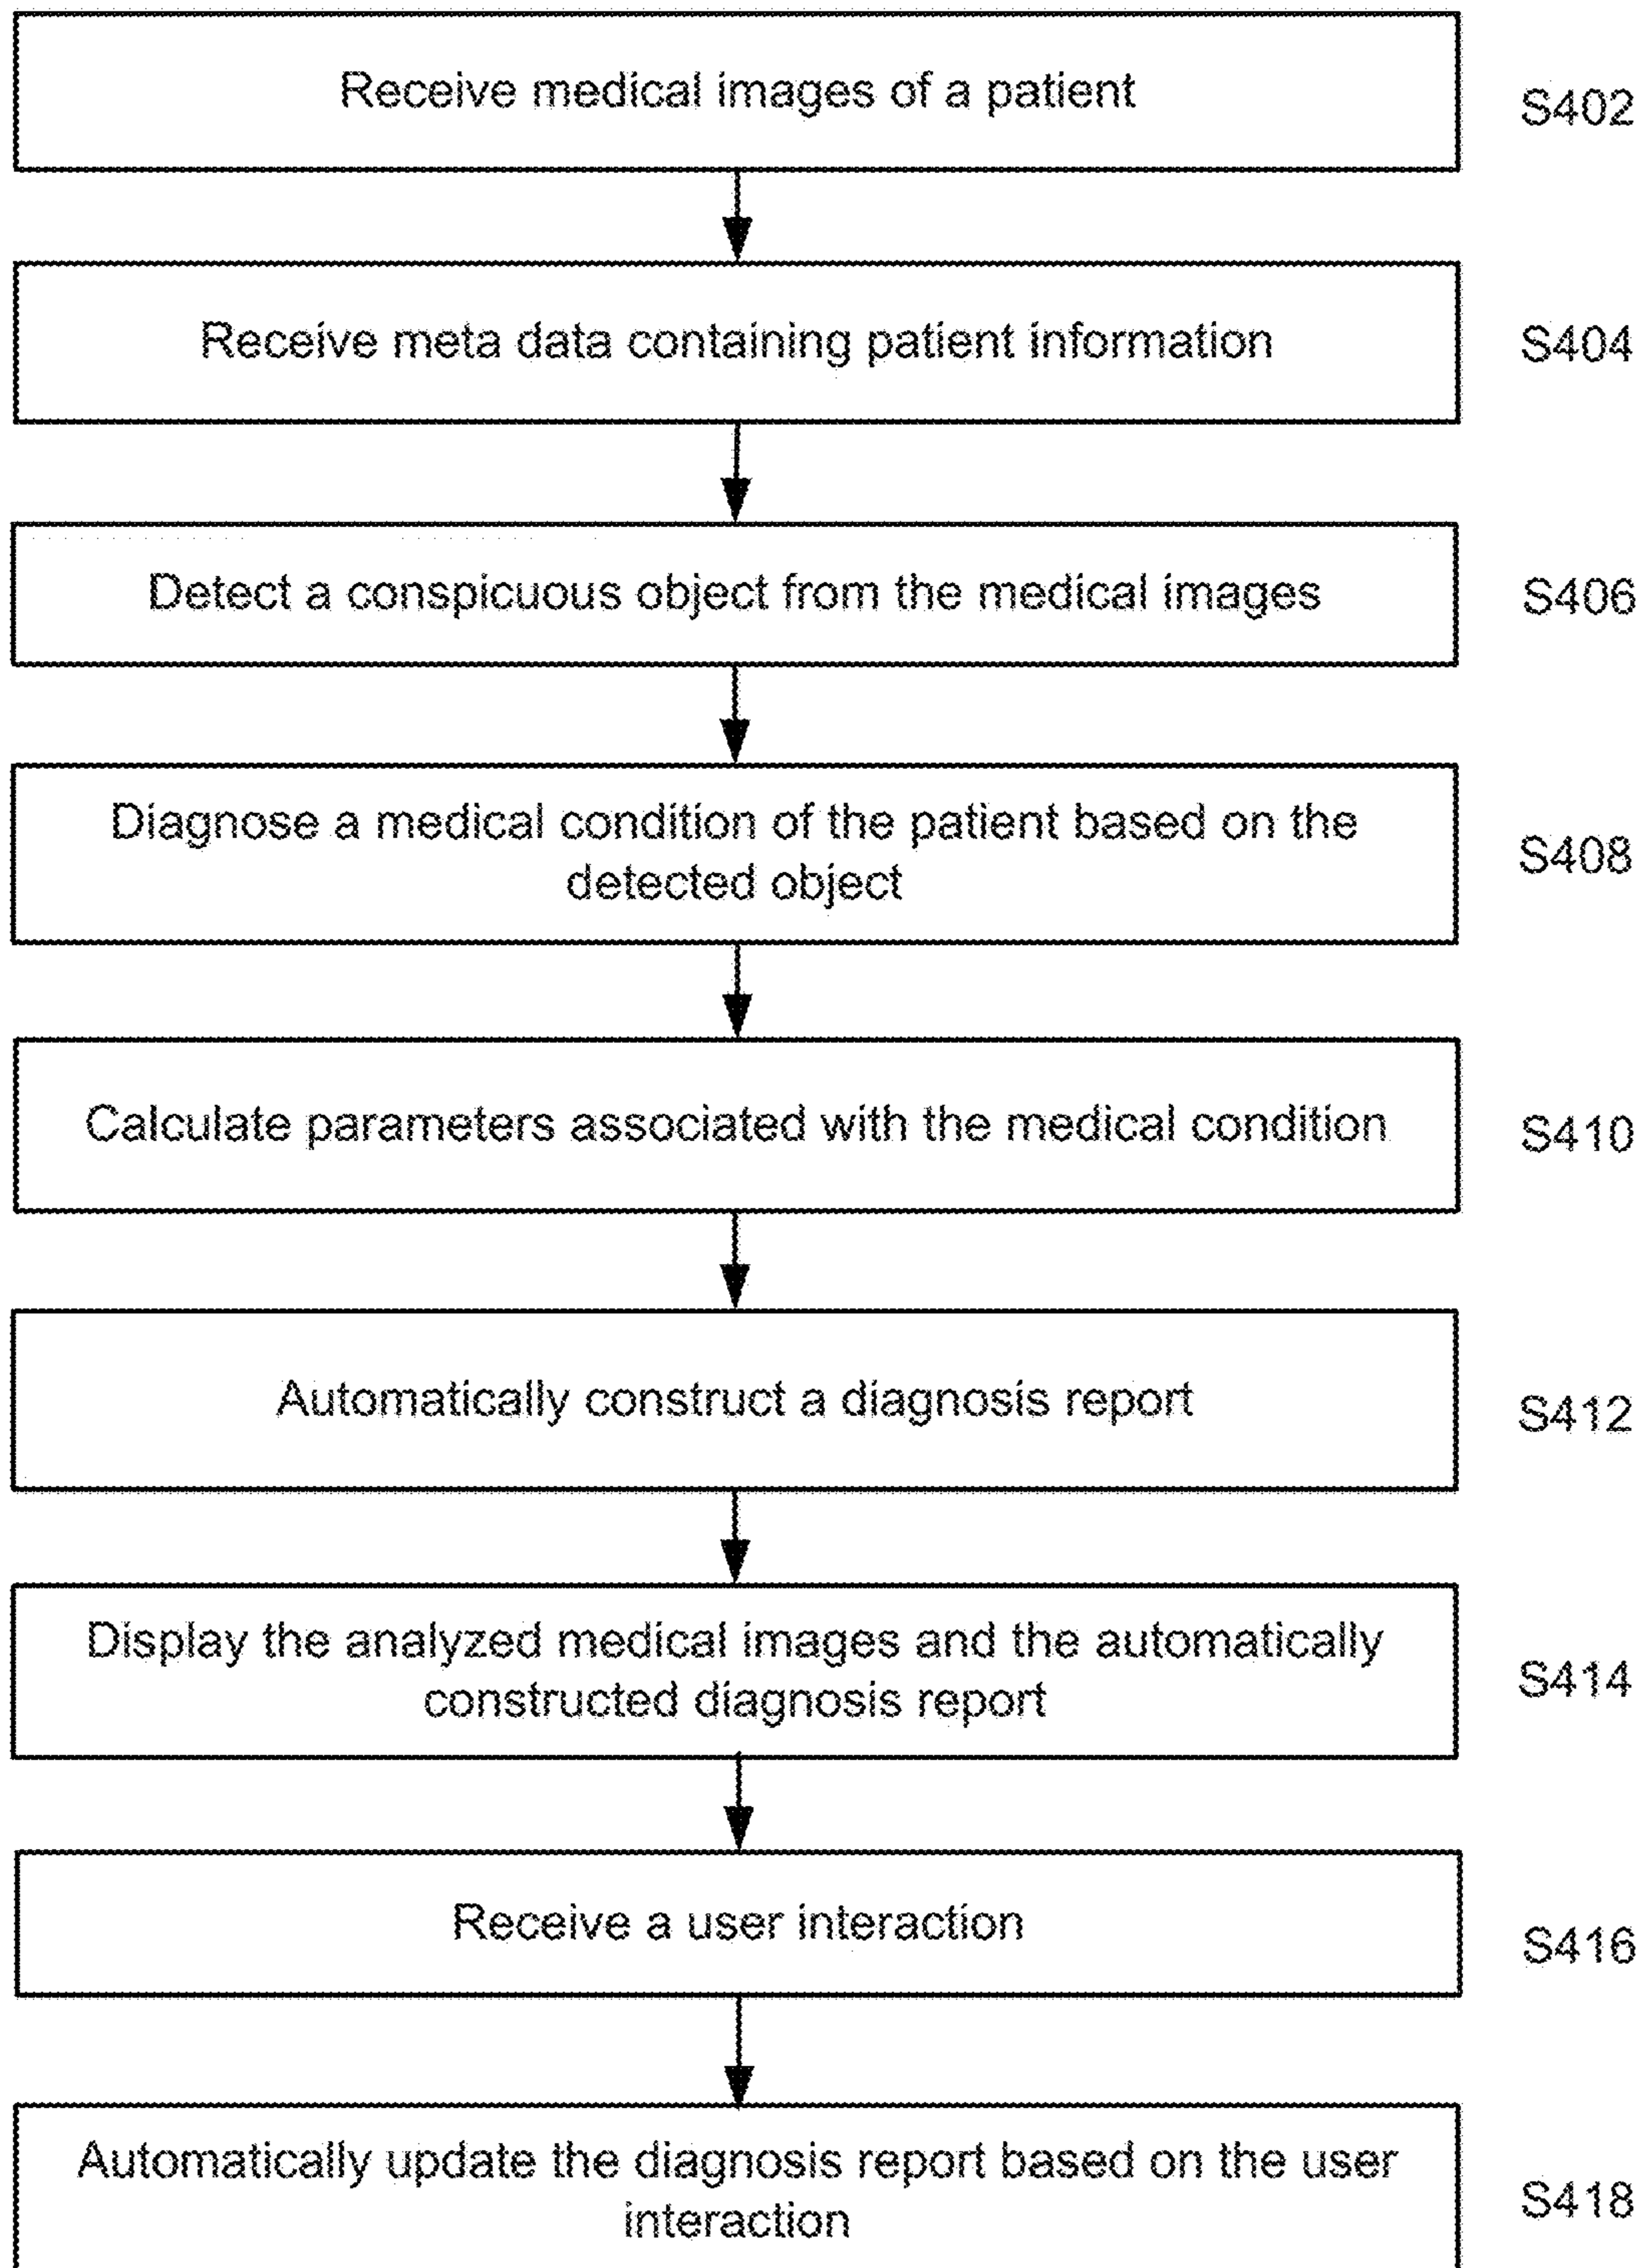 Receive medical images of a patient
S402
Receive meta data containing patient information
S404
Detect a conspicuous object from the medical images
S406
Diagnose a medical condition of the patient based on the
detected object
S408
Calculate parameters associated with the medical condition
S410
Automatically construct a diagnosis report
S412
Display the analyzed medical images and the automatically
constructed diagnosis report
S414
Receive a user interaction
S416
Automatically update the diagnosis report based on the user
interaction
S418